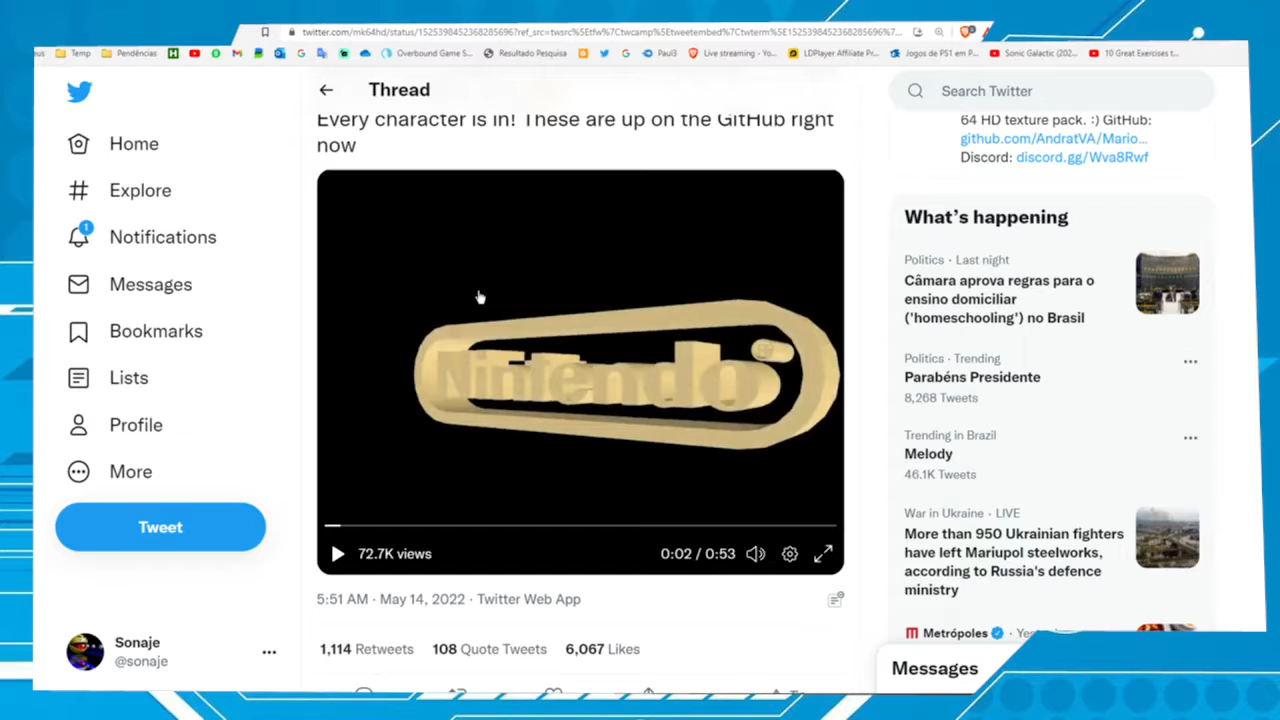 twitter.com/mk64hd/status/1525398452368285696?ref_src=twsrc%5Etfw%7Ctwcamp%5Etweetembed%7Ctwterm%5E1525398452368285696%7...
Temp
Pendências
Overbound Game S...
Resultado Pesquisa
Paul3
Live streaming - Yo...
LDPlayer Affiliate Pr...
Jogos de PS1 em P...
Sonic Galactic (202...
10 Great Exercises t...
Home
Explore
1
Notifications
Messages
Bookmarks
Lists
Profile
More
Tweet
Sonaje
@sonaje
Thread
Every character is in! These are up on the GitHub right
now
Nintendo
72.7K views
0:02 / 0:53
5:51 AM · May 14, 2022 · Twitter Web App
1,114 Retweets 108 Quote Tweets 6,067 Likes
Search Twitter
64 HD texture pack. :) GitHub:
github.com/AndratVA/Mario...
Discord: discord.gg/Wva8Rwf
What's happening
Politics · Last night
Câmara aprova regras para o
ensino domiciliar
('homeschooling') no Brasil
Politics · Trending
Parabéns Presidente
8,268 Tweets
Trending in Brazil
Melody
46.1K Tweets
War in Ukraine · LIVE
More than 950 Ukrainian fighters
have left Mariupol steelworks,
according to Russia's defence
ministry
Metrópoles
Messages